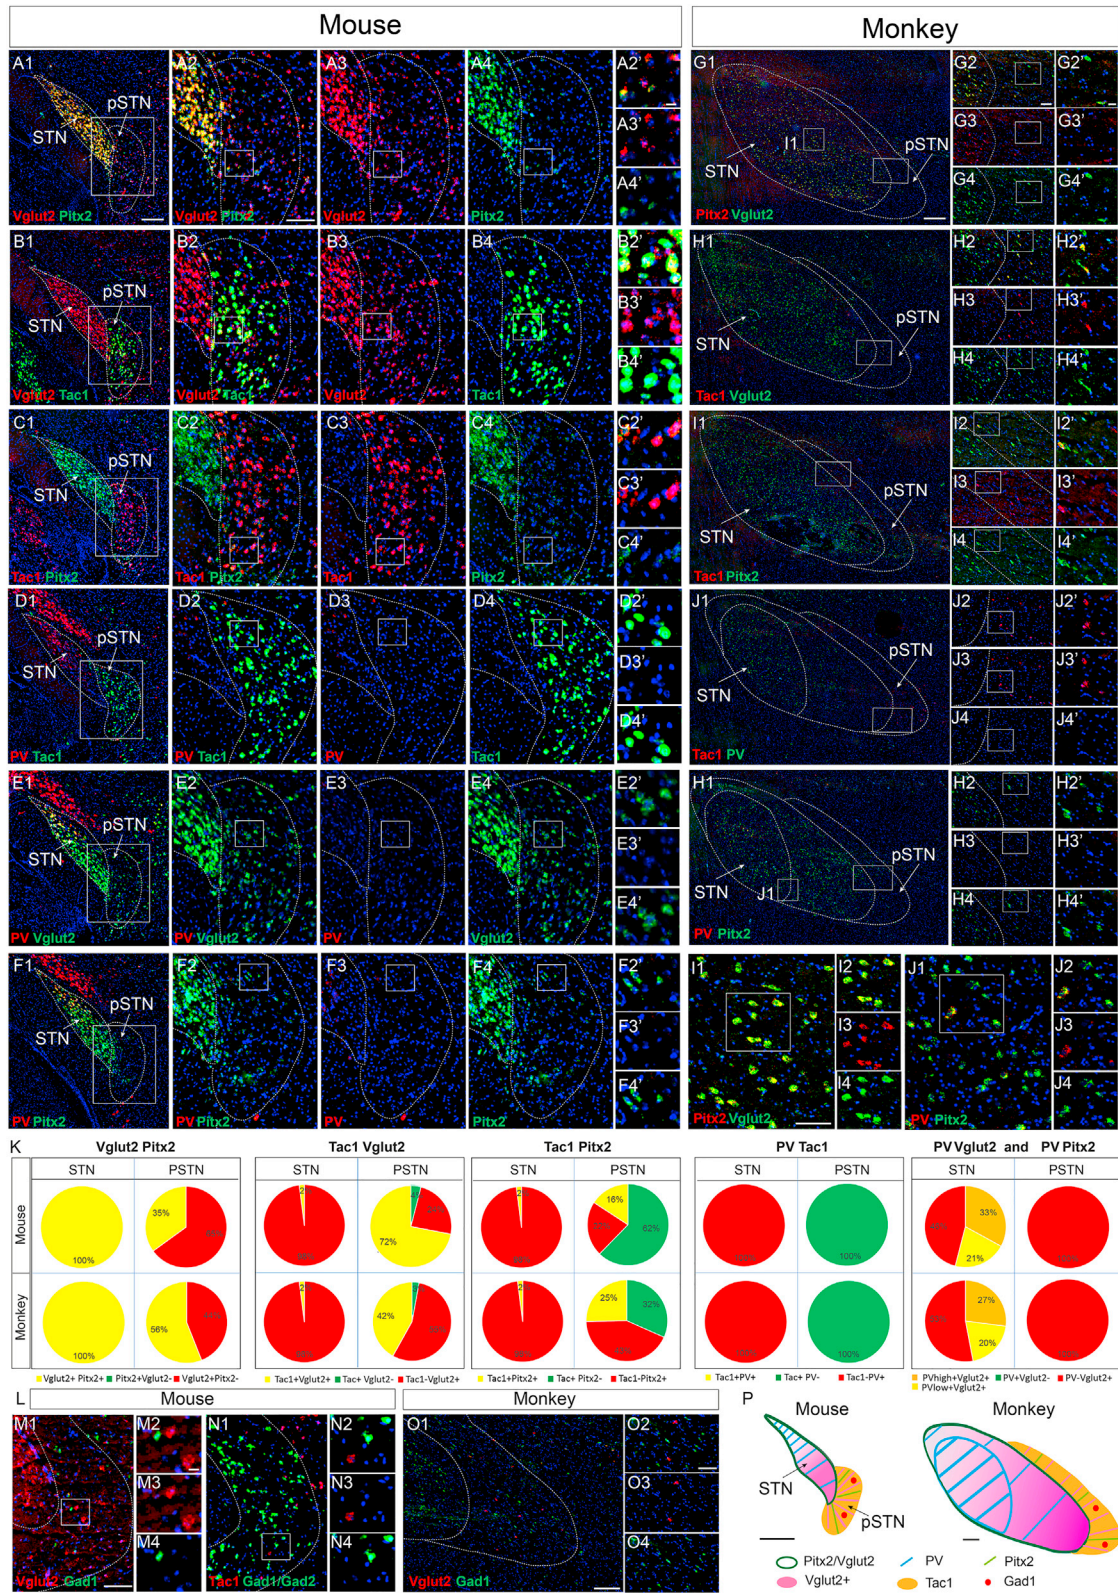 Mouse
Monkey
A1 pSTN STN Vglut2 Pitx2
A2 Vglut2 Pitx2
A3 Vglut2
A4 Pitx2
A2'
A3'
A4'
G1 I1 STN pSTN Pitx2 Vglut2
G2 G2'
G3 G3'
G4 G4'
B1 pSTN STN Vglut2 Tac1
B2 Vglut2 Tac1
B3 Vglut2
B4 Tac1
B2'
B3'
B4'
H1 STN pSTN Tac1 Vglut2
H2 H2'
H3 H3'
H4 H4'
C1 pSTN STN Tac1 Pitx2
C2 Tac1 Pitx2
C3 Tac1
C4 Pitx2
C2'
C3'
C4'
I1 STN pSTN Tac1 Pitx2
I2 I2'
I3 I3'
I4 I4'
D1 pSTN STN PV Tac1
D2 PV Tac1
D3 PV
D4 Tac1
D2'
D3'
D4'
J1 STN pSTN Tac1 PV
J2 J2'
J3 J3'
J4 J4'
E1 pSTN STN PV Vglut2
E2 PV Vglut2
E3 PV
E4 Vglut2
E2'
E3'
E4'
H1 STN J1 pSTN PV Pitx2
H2 H2'
H3 H3'
H4 H4'
F1 pSTN STN PV Pitx2
F2 PV Pitx2
F3 PV
F4 Pitx2
F2'
F3'
F4'
I1 Pitx2 Vglut2
I2
I3
I4
J1 PV Pitx2
J2
J3
J4
K
Vglut2 Pitx2
Tac1 Vglut2
Tac1 Pitx2
PV Tac1
PV Vglut2 and PV Pitx2
STN PSTN STN PSTN STN PSTN STN PSTN STN PSTN
Mouse
100% 35% 2% 4% 72% 2% 16% 62% 100% 33% 21%
Monkey
100% 56% 2% 42% 2% 25% 32% 100% 27% 20%
Vglut2+ Pitx2+ Pitx2+Vglut2- Vglut2+Pitx2-
Tac1+Vglut2+ Tac+ Vglut2- Tac1-Vglut2+
Tac1+Pitx2+ Tac+ Pitx2- Tac1-Pitx2+
Tac1+PV+ Tac+ PV- Tac1-PV+
PVhigh+Vglut2+ PV+Vglut2- PV-Vglut2+
PVlow+Vglut2+
L
Mouse
Monkey
M1 Vglut2 Gad1
M2
M3
M4
N1 Tac1 Gad1/Gad2
N2
N3
N4
O1 Vglut2 Gad1
O2
O3
O4
P
Mouse
Monkey
STN
pSTN
Pitx2/Vglut2 PV Pitx2
Vglut2+ Tac1 Gad1